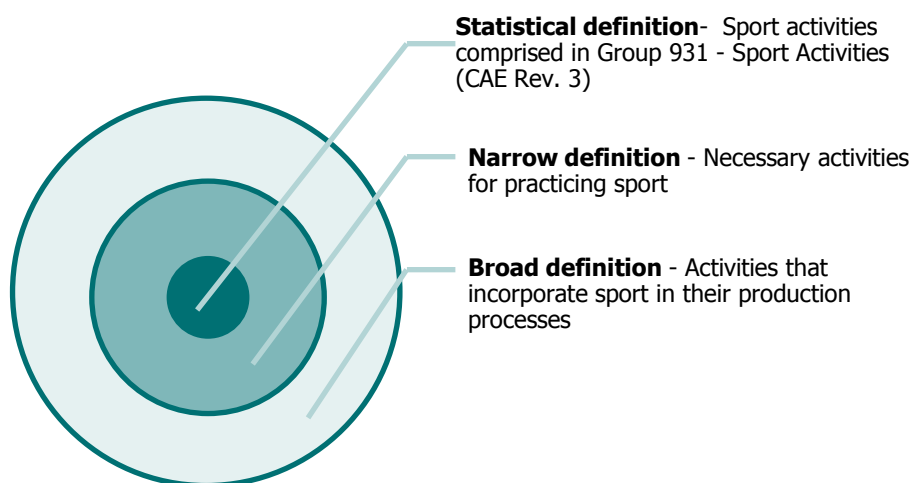 Statistical definition-  Sport activities
comprised in Group 931 - Sport Activities
(CAE Rev. 3)
Narrow definition - Necessary activities
for practicing sport
Broad definition - Activities that
incorporate sport in their production
processes